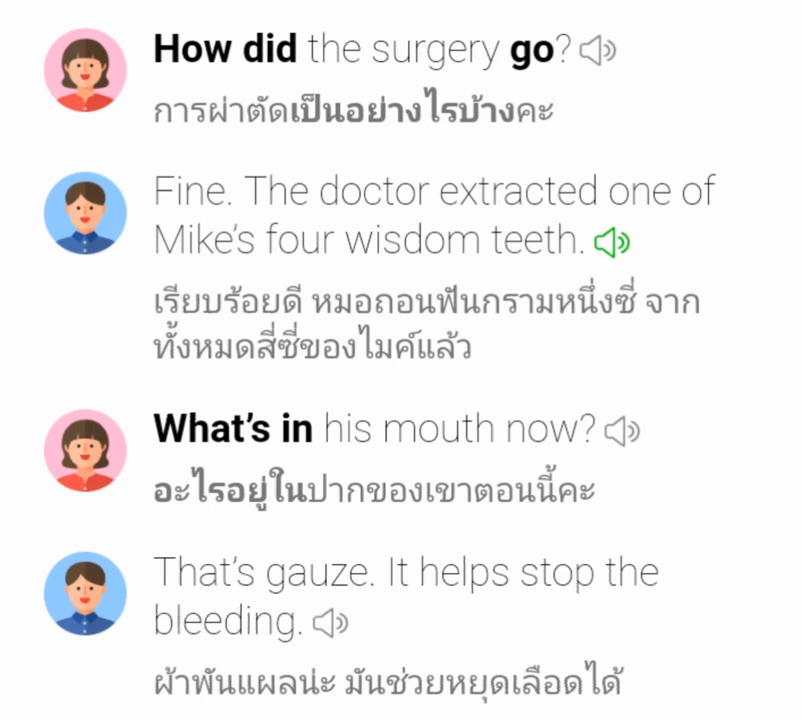 How did the surgery go?
การผ่าตัดเป็นอย่างไรบ้างคะ
Fine. The doctor extracted one of
Mike's four wisdom teeth.
เรียบร้อยดี หมอถอนฟันกรามหนึ่งซี่ จาก
ทั้งหมดสี่ซี่ของไมค์แล้ว
What's in his mouth now?
อะไรอยู่ในปากของเขาตอนนี้คะ
That's gauze. It helps stop the
bleeding.
ผ้าพันแผลน่ะ มันช่วยหยุดเลือดได้